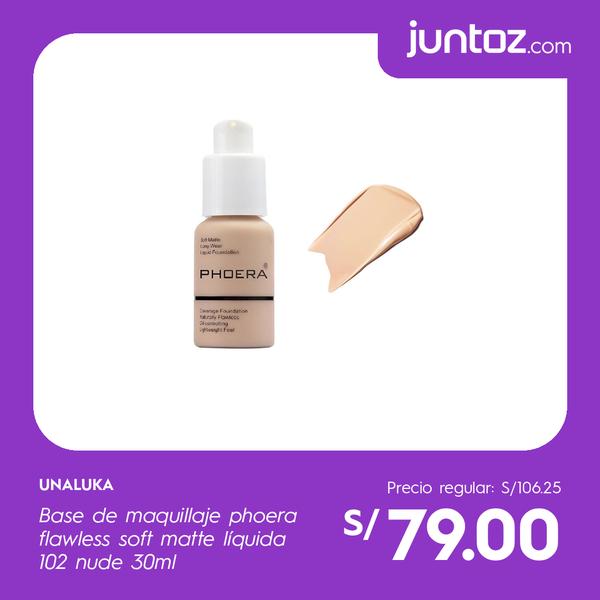 juntoz.com
Soft Matte
Long Wear
Liquid Foundation
PHOERA®
Coverage Foundation
Naturally Flawless
Oil-controlling
Lightweight Feel
UNALUKA
Base de maquillaje phoera
flawless soft matte líquida
102 nude 30ml
Precio regular: S/106.25
S/79.00